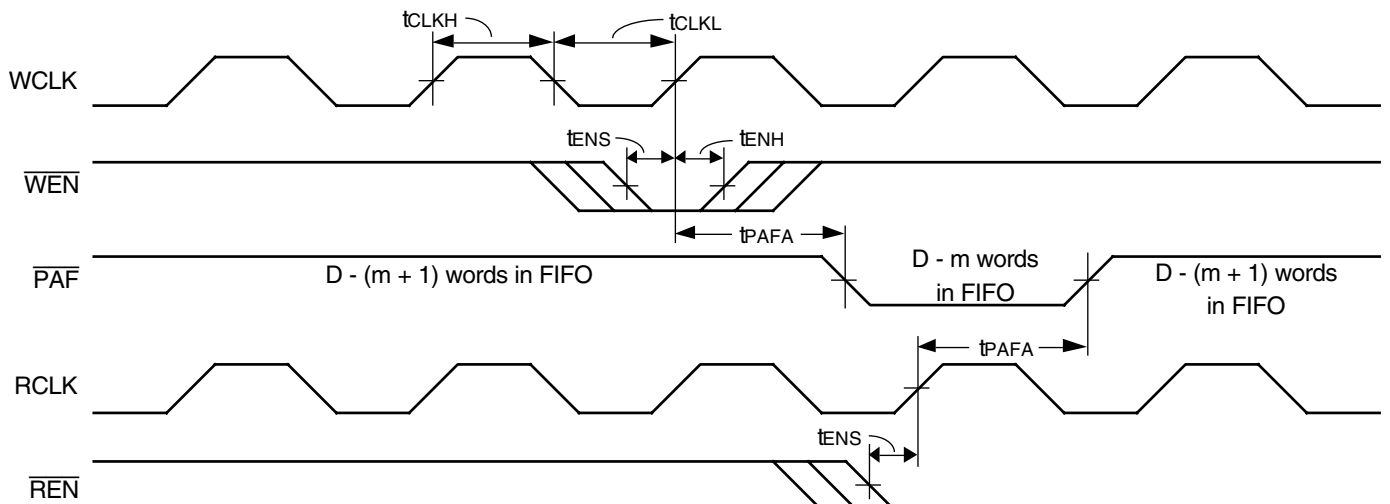 tCLKH
tCLKL
WCLK
tENS
tENH
WEN
tPAFA
PAF
D - (m + 1) words in FIFO
D - m words
in FIFO
D - (m + 1) words
in FIFO
tPAFA
RCLK
tENS
REN